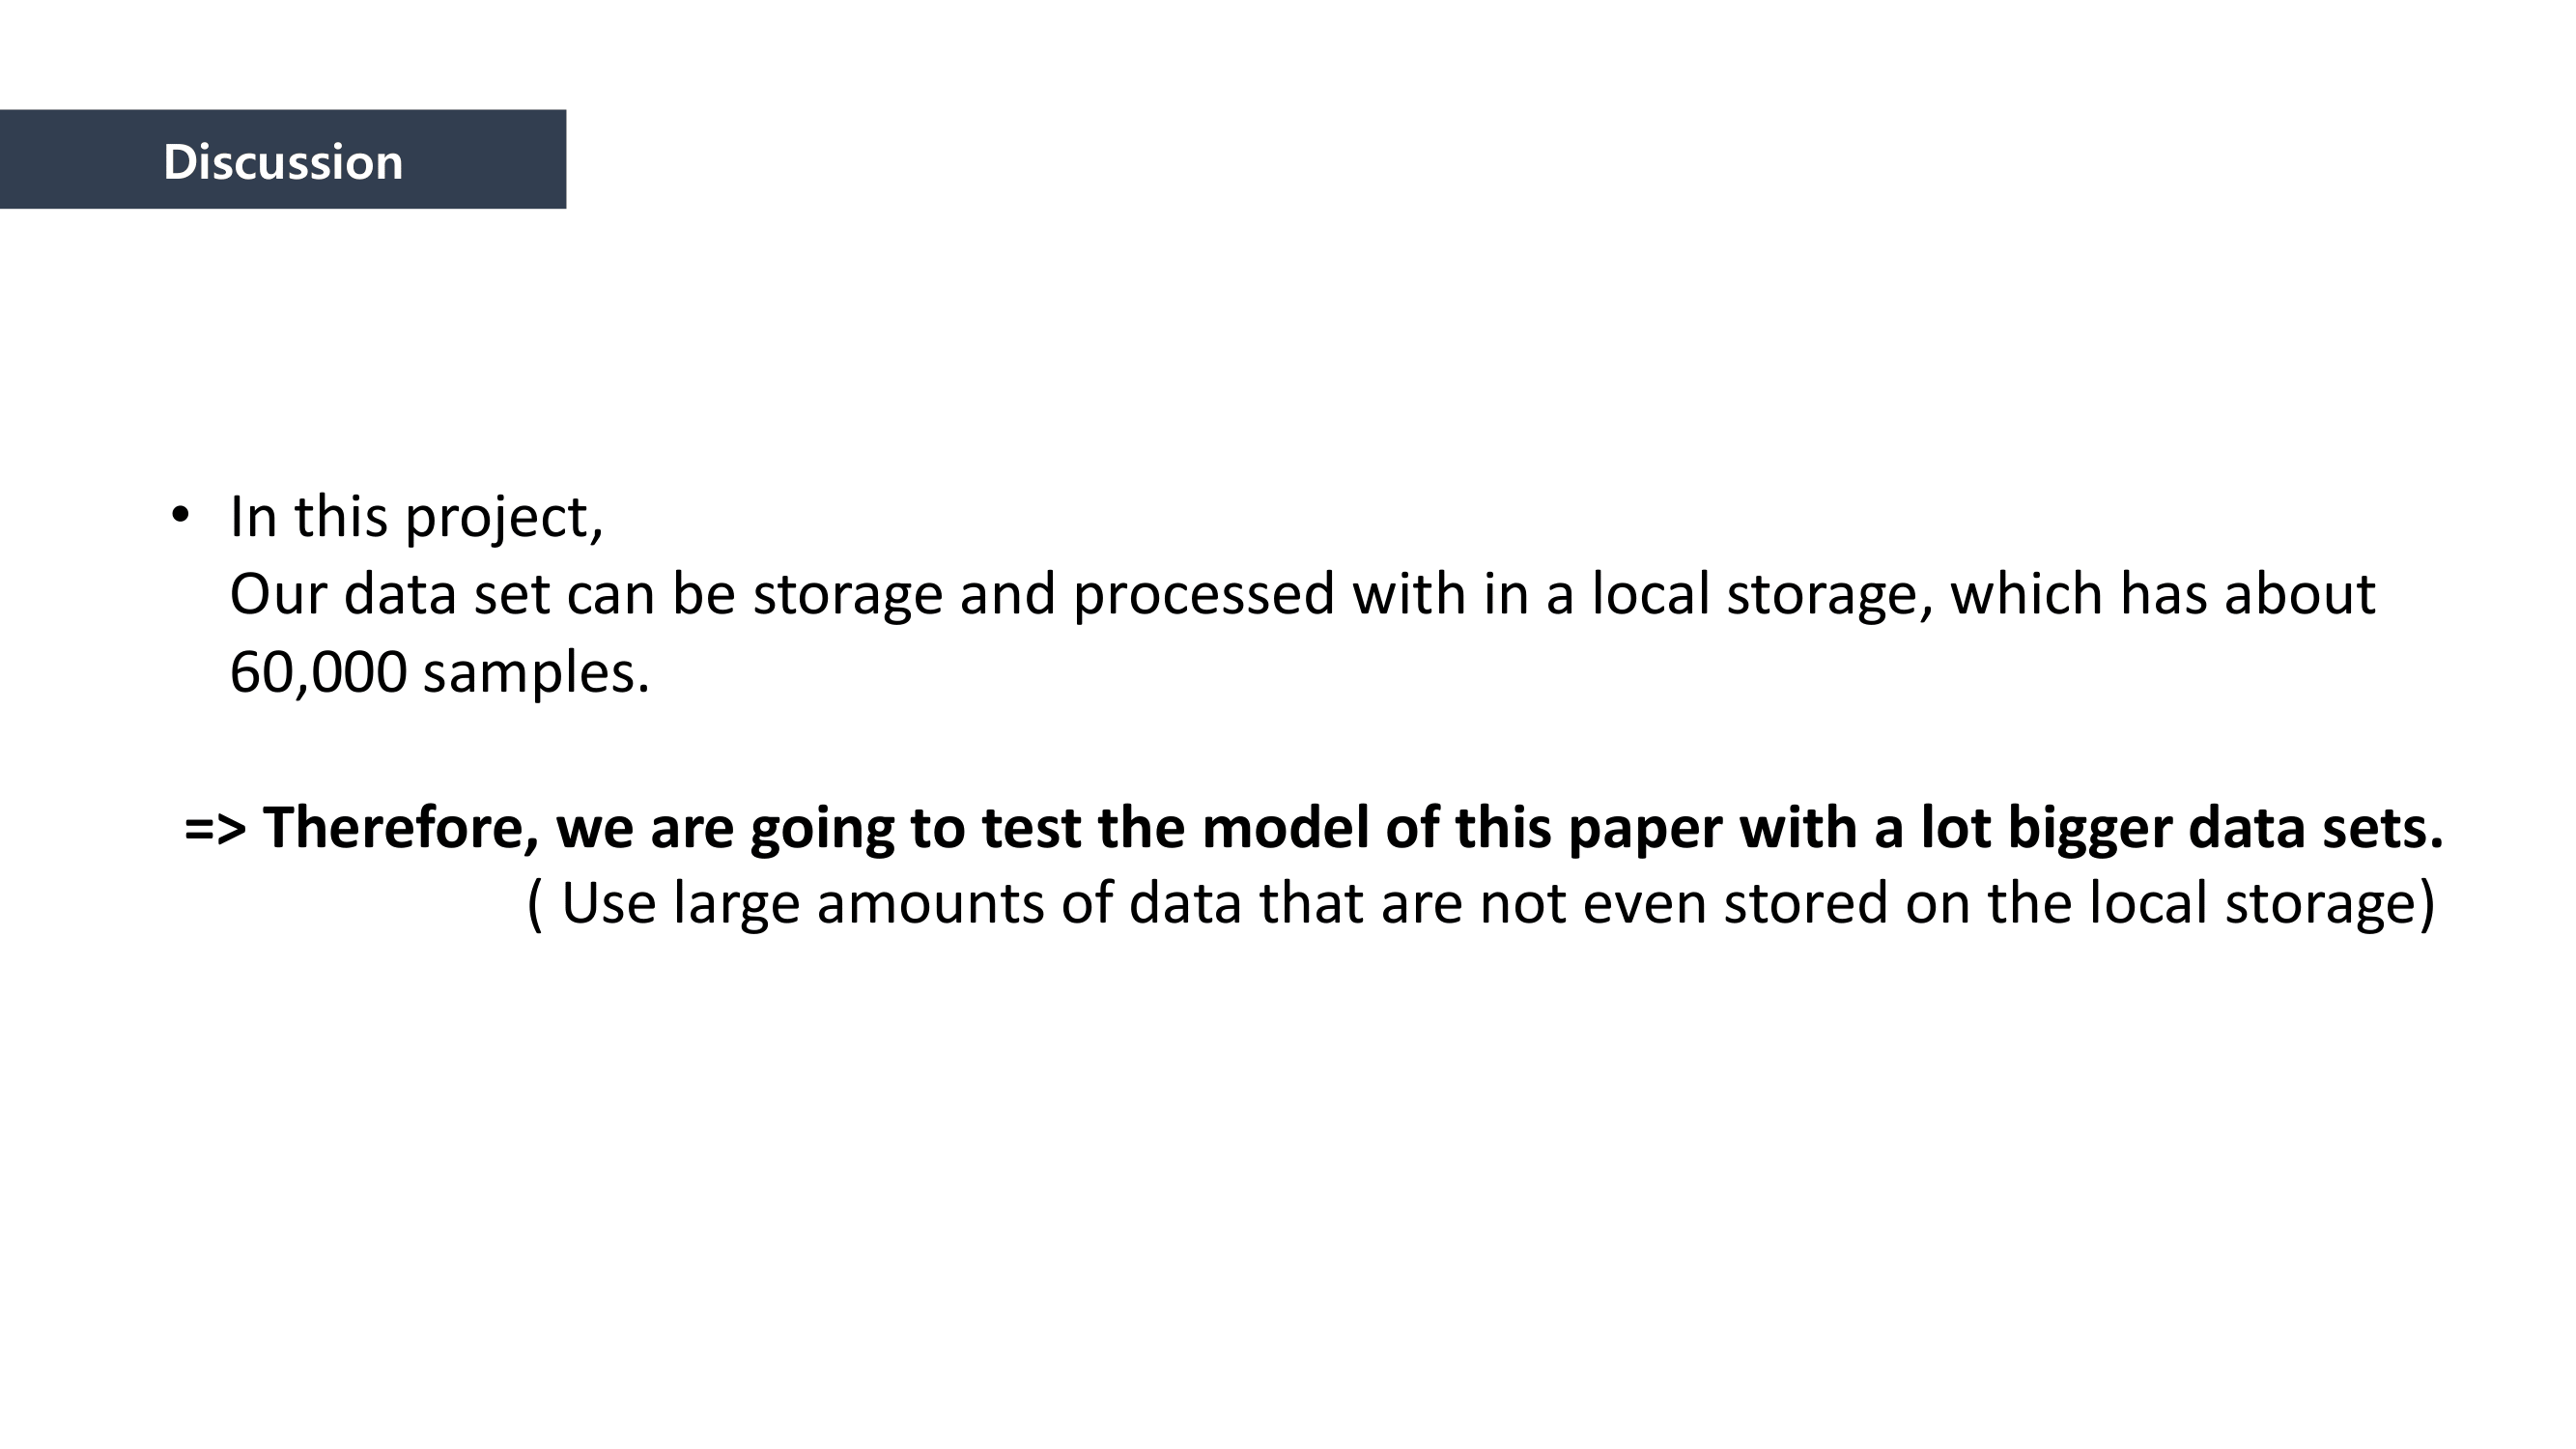 Discussion
• In this project,
Our data set can be storage and processed with in a local storage, which has about
60,000 samples.
=> Therefore, we are going to test the model of this paper with a lot bigger data sets.
( Use large amounts of data that are not even stored on the local storage)